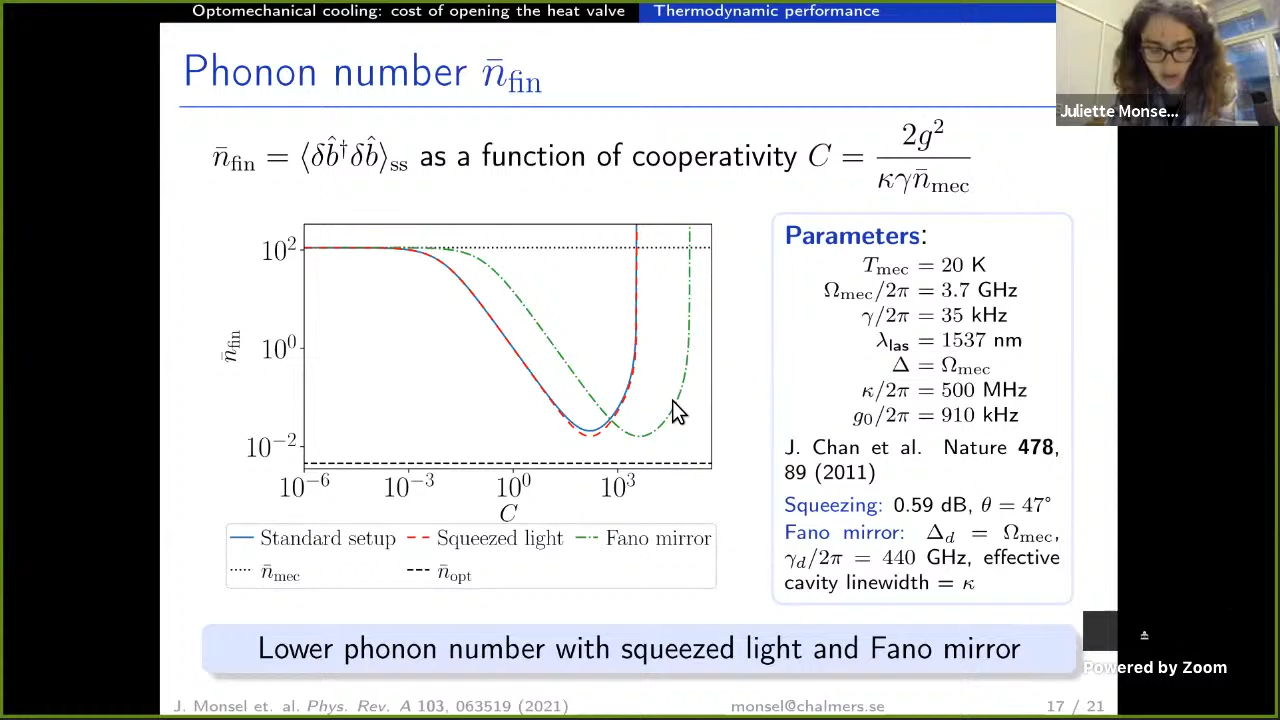 Optomechanical cooling: cost of opening the heat valve Thermodynamic performance
Juliette Monse...
Phonon number n̄_fin
n̄_fin = ⟨δb̂†δb̂⟩_ss as a function of cooperativity C = 2g² / κγn̄_mec
10² 
10⁰
10⁻²
n̄_fin
10⁻⁶ 10⁻³ 10⁰ 10³
C
Standard setup Squeezed light Fano mirror
n̄_mec n̄_opt
Parameters:
T_mec = 20 K
Ω_mec/2π = 3.7 GHz
γ/2π = 35 kHz
λ_las = 1537 nm
Δ = Ω_mec
κ/2π = 500 MHz
g₀/2π = 910 kHz
J. Chan et al. Nature 478,
89 (2011)
Squeezing: 0.59 dB, θ = 47°
Fano mirror: Δ_d = Ω_mec,
γ_d/2π = 440 GHz, effective
cavity linewidth = κ
Lower phonon number with squeezed light and Fano mirror
Powered by Zoom
J. Monsel et. al. Phys. Rev. A 103, 063519 (2021) monsel@chalmers.se 17 / 21